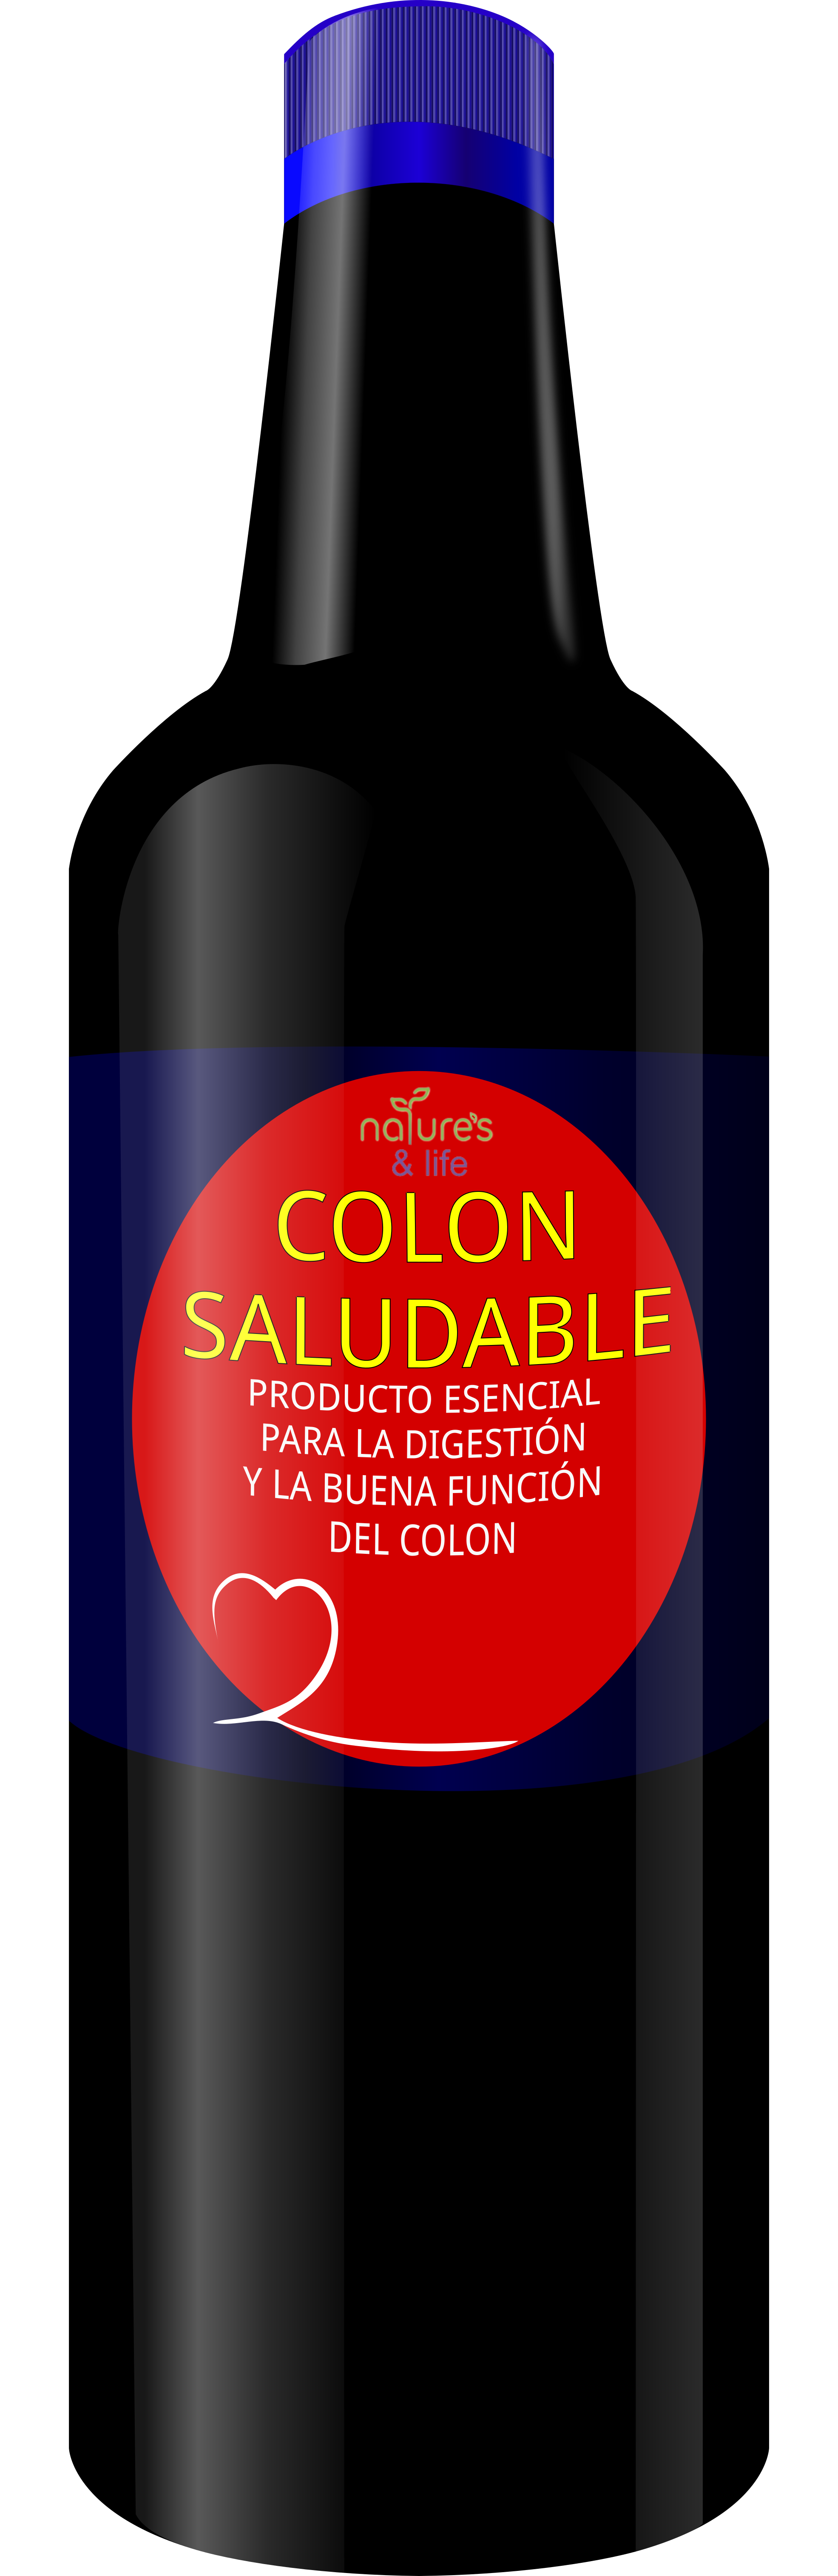 nature's
& life
COLON
SALUDABLE
PRODUCTO ESENCIAL
PARA LA DIGESTIÓN
Y LA BUENA FUNCIÓN
DEL COLON